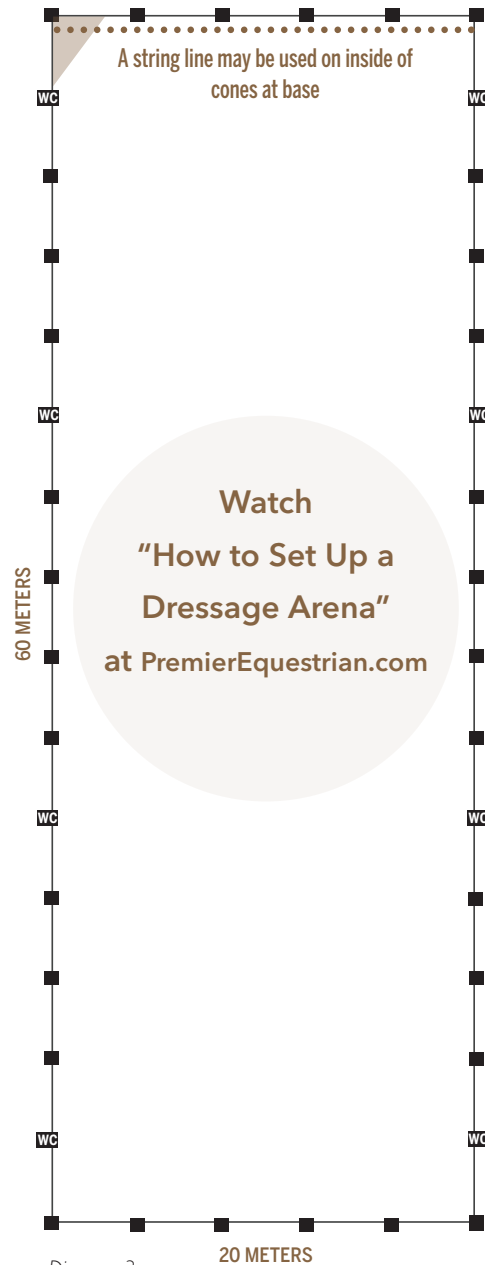 A string line may be used on inside of
cones at base
WC WC
WC WC
Watch
"How to Set Up a
Dressage Arena"
at PremierEquestrian.com
60 METERS
WC WC
WC WC
20 METERS